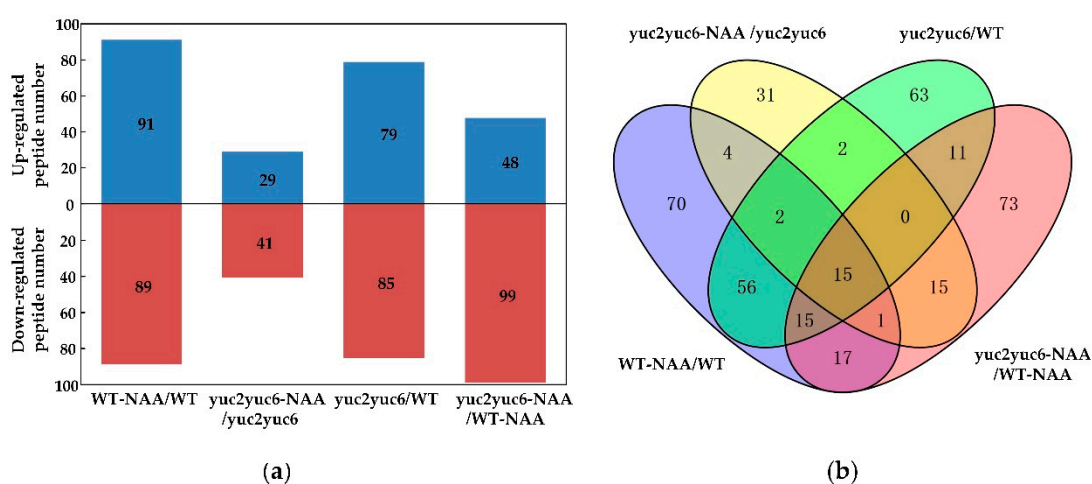 Up-regulated
peptide number
Down-regulated
peptide number
100
80
60
40
20
0
20
40
60
80
100
91
29
79
48
89
41
85
99
WT-NAA/WT
yuc2yuc6-NAA
/yuc2yuc6
yuc2yuc6/WT
yuc2yuc6-NAA
/WT-NAA
(a)
yuc2yuc6-NAA /yuc2yuc6
yuc2yuc6/WT
31
63
4
2
11
70
2
0
73
56
15
15
15
1
17
WT-NAA/WT
yuc2yuc6-NAA
/WT-NAA
(b)